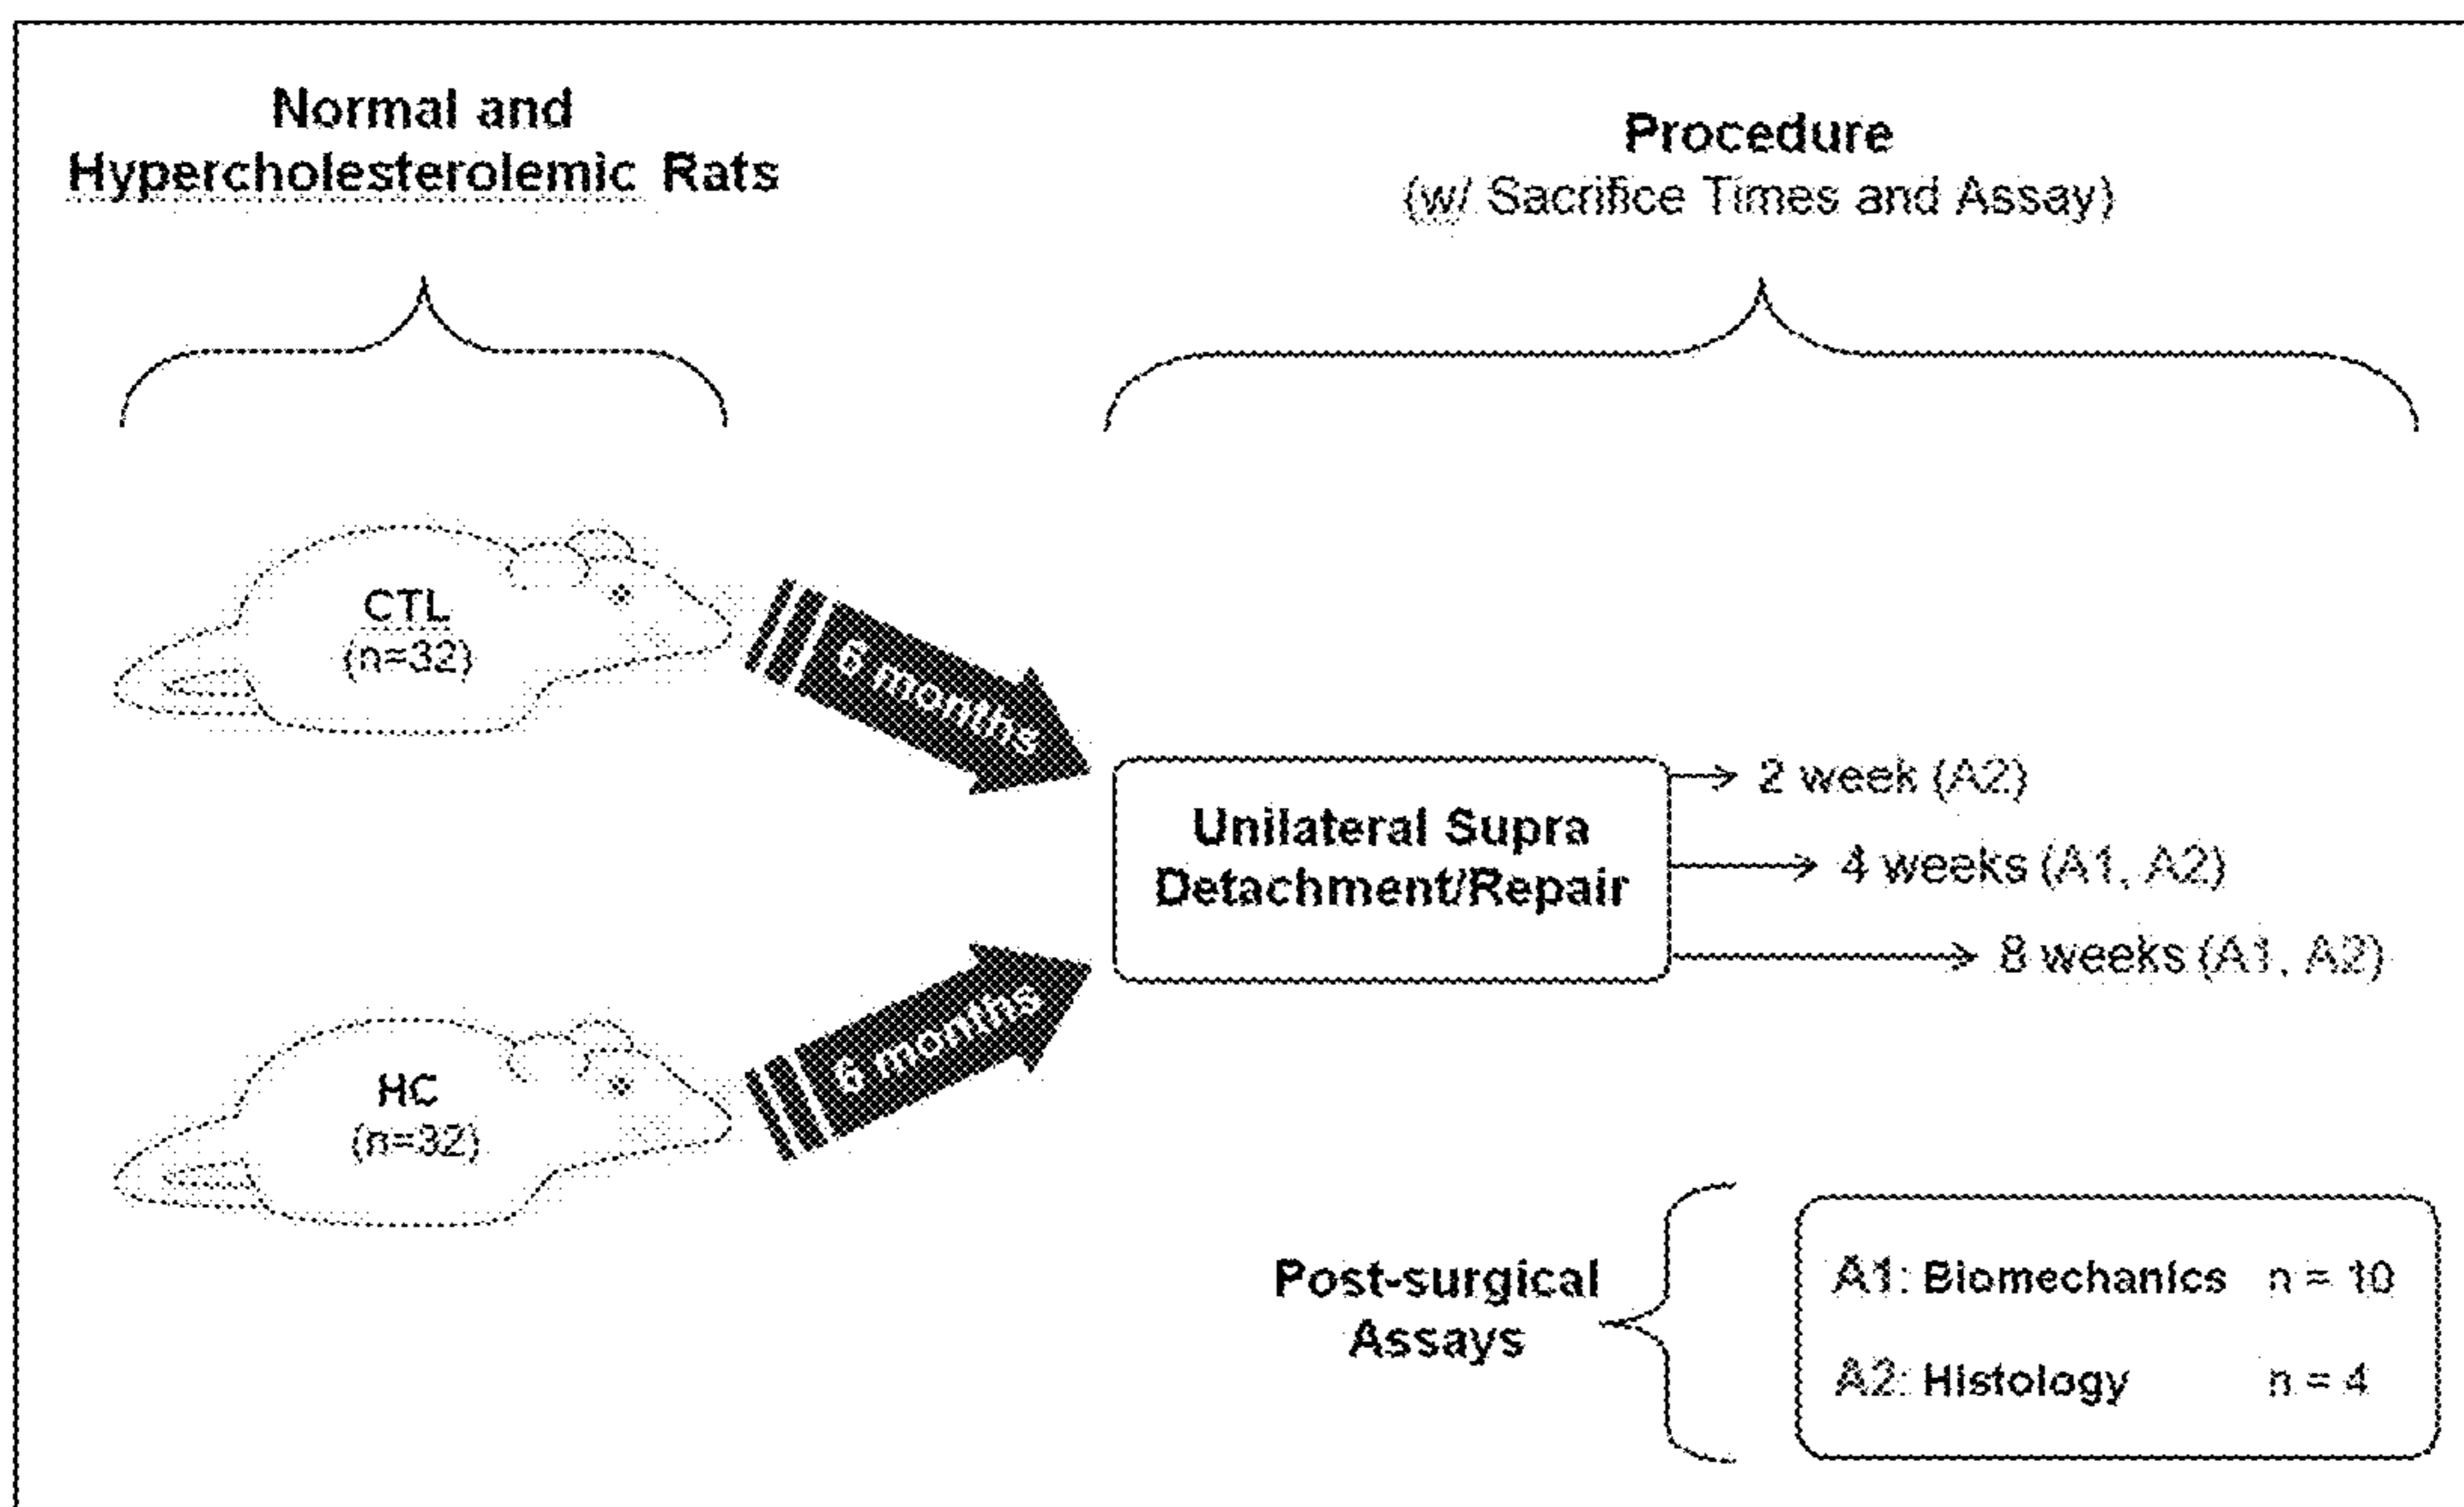 Normal and
Hypercholesterolemic Rats
Procedure
(w/ Sacrifice Times and Assay)
CTL
(n=32)
6 months
HC
(n=32)
6 months
Unilateral Supra
Detachment/Repair
2 week (A2)
4 weeks (A1, A2)
8 weeks (A1, A2)
Post-surgical
Assays
A1: Biomechanics n = 10
A2: Histology n = 4